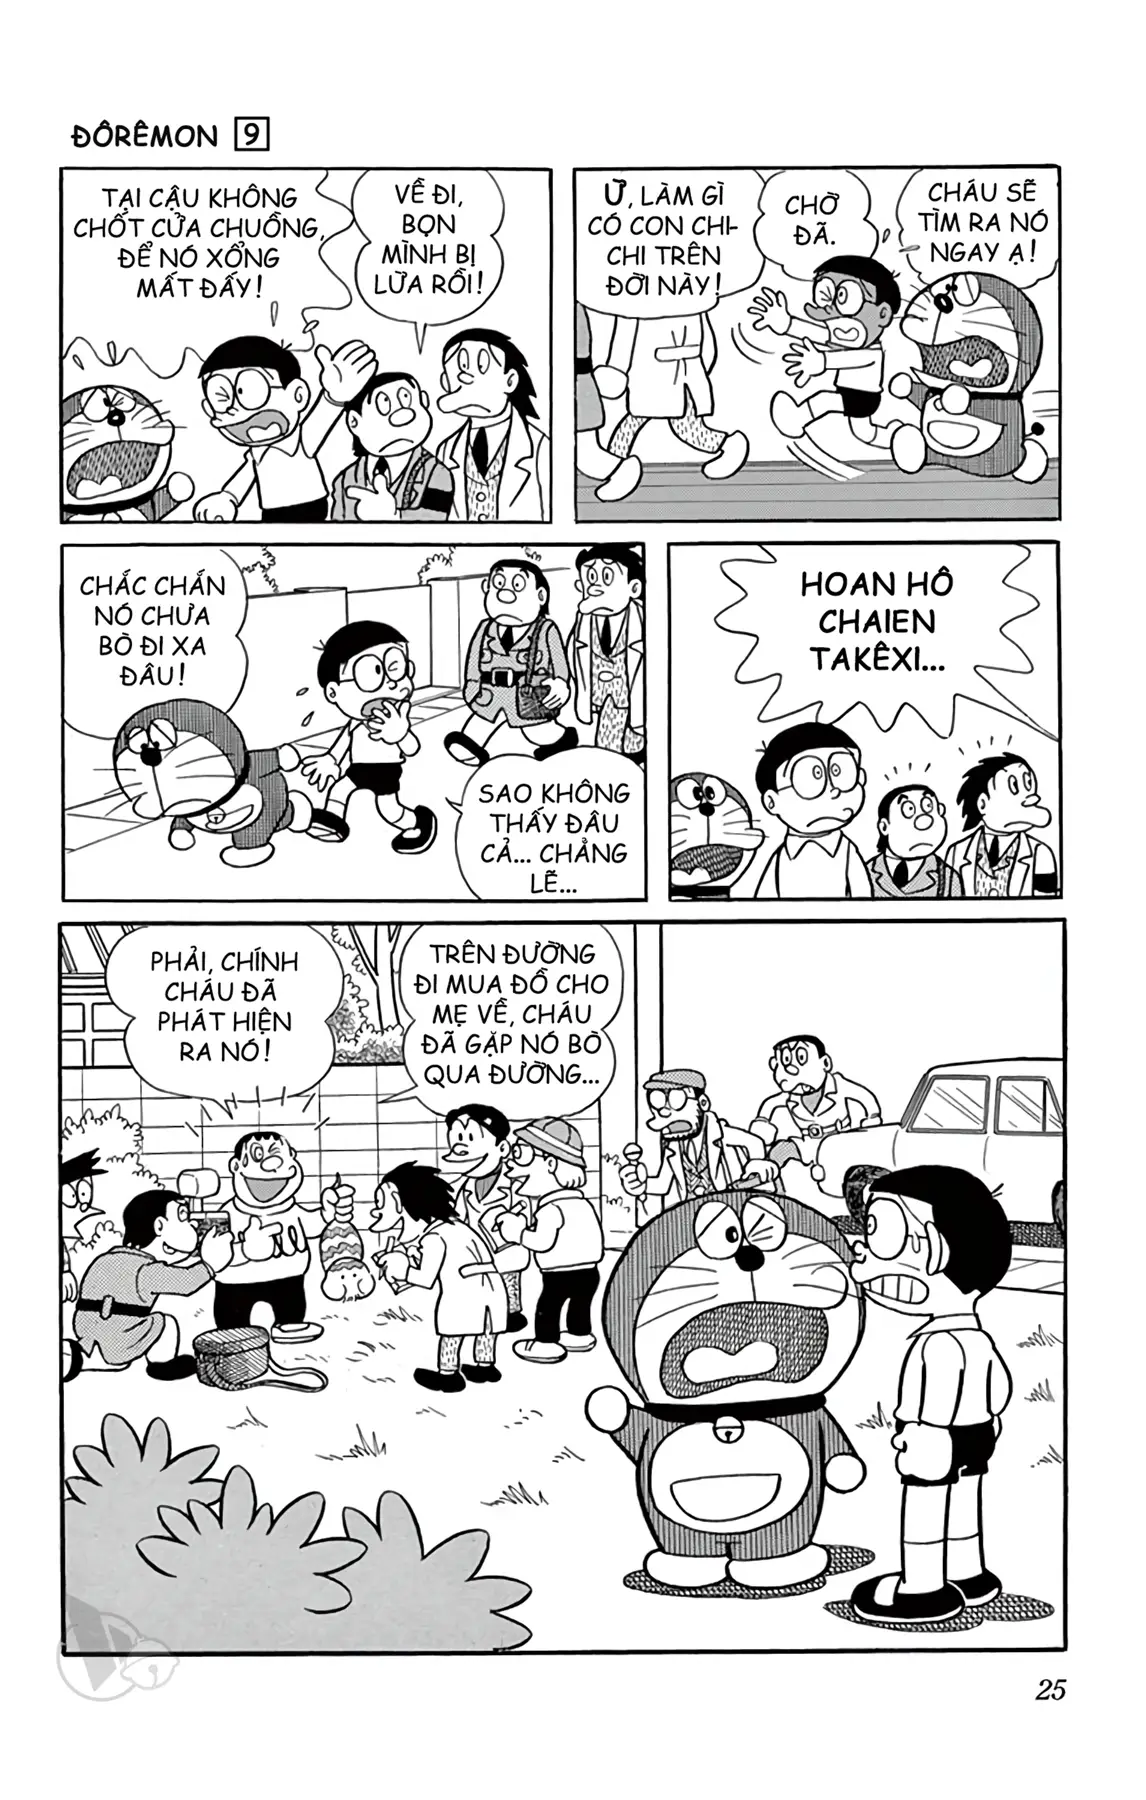 ĐÔRÊMON 9
TẠI CẬU KHÔNG
CHỐT CỬA CHUỒNG,
ĐỂ NÓ XỔNG
MẤT ĐẤY!
VỀ ĐI,
BỌN
MÌNH BỊ
LỪA RỒI!
Ừ, LÀM GÌ
CÓ CON CHI-
CHI TRÊN
ĐỜI NÀY!
CHỜ
ĐÃ.
CHÁU SẼ
TÌM RA NÓ
NGAY Ạ!
CHẮC CHẮN
NÓ CHƯA
BÒ ĐI XA
ĐÂU!
SAO KHÔNG
THẤY ĐÂU
CẢ... CHẲNG
LẼ...
HOAN HÔ
CHAIEN
TAKÊXI...
PHẢI, CHÍNH
CHÁU ĐÃ
PHÁT HIỆN
RA NÓ!
TRÊN ĐƯỜNG
ĐI MUA ĐỒ CHO
MẸ VỀ, CHÁU
ĐÃ GẶP NÓ BÒ
QUA ĐƯỜNG...
25